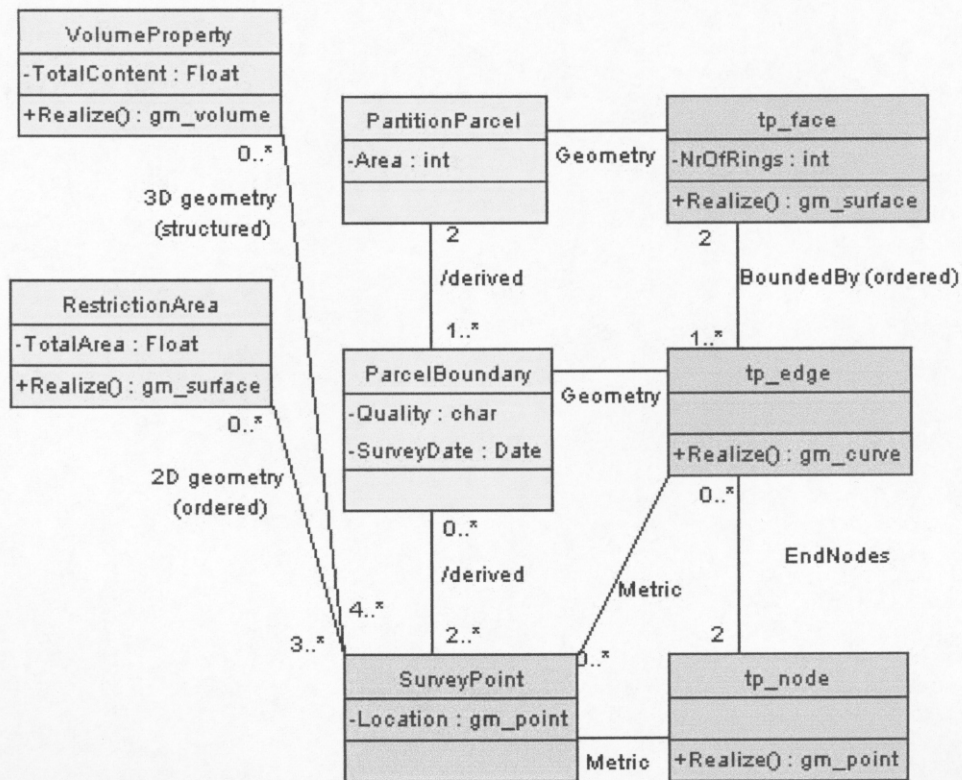 VolumeProperty
-TotalContent : Float
+Realize() : gm_volume
0..*
3D geometry
(structured)
RestrictionArea
-TotalArea : Float
+Realize() : gm_surface
0..*
2D geometry
(ordered)
4..*
3..*
PartitionParcel
-Area : int
2
/derived
1..*
ParcelBoundary
-Quality : char
-SurveyDate : Date
0..*
/derived
2..*
SurveyPoint
-Location : gm_point
Geometry
Geometry
Metric
0..*
Metric
tp_face
-NrOfRings : int
+Realize() : gm_surface
2
BoundedBy (ordered)
1..*
tp_edge
+Realize() : gm_curve
0..*
EndNodes
2
tp_node
+Realize() : gm_point